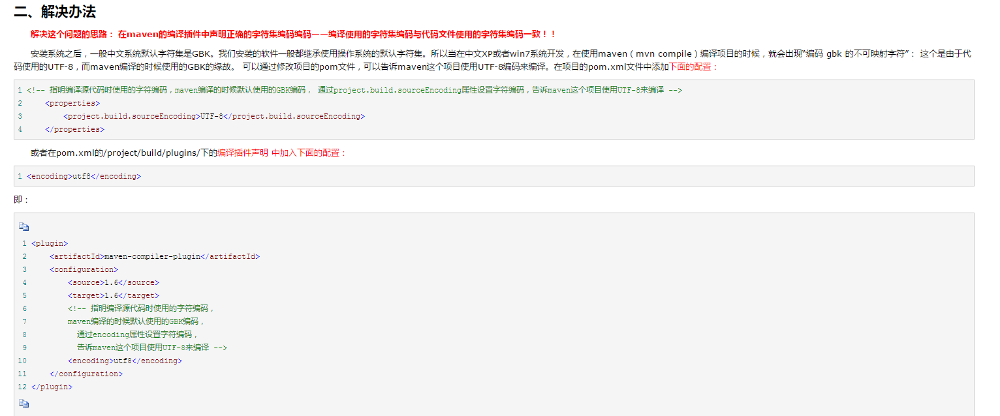 二、解决办法
解决这个问题的思路： 在maven的编译插件中声明正确的字符集编码编码——编译使用的字符集编码与代码文件使用的字符集编码一致！！
安装系统之后，一般中文系统默认字符集是GBK。我们安装的软件一般都继承使用操作系统的默认字符集。所以当在中文XP或者win7系统开发，在使用maven（mvn compile）编译项目的时候，就会出现“编码 gbk 的不可映射字符”： 这个是由于代
码使用的UTF-8，而maven编译的时候使用的GBK的缘故。 可以通过修改项目的pom文件，可以告诉maven这个项目使用UTF-8编码来编译。在项目的pom.xml文件中添加下面的配置：
1 <!-- 指明编译源代码时使用的字符编码，maven编译的时候默认使用的GBK编码， 通过project.build.sourceEncoding属性设置字符编码，告诉maven这个项目使用UTF-8来编译 -->
2     <properties>
3         <project.build.sourceEncoding>UTF-8</project.build.sourceEncoding>
4     </properties>
或者在pom.xml的/project/build/plugins/下的编译插件声明 中加入下面的配置：
1 <encoding>utf8</encoding>
即：
1 <plugin>
2     <artifactId>maven-compiler-plugin</artifactId>
3     <configuration>
4         <source>1.6</source>
5         <target>1.6</target>
6         <!-- 指明编译源代码时使用的字符编码，
7         maven编译的时候默认使用的GBK编码，
8           通过encoding属性设置字符编码，
9           告诉maven这个项目使用UTF-8来编译 -->
10         <encoding>utf8</encoding>
11     </configuration>
12 </plugin>